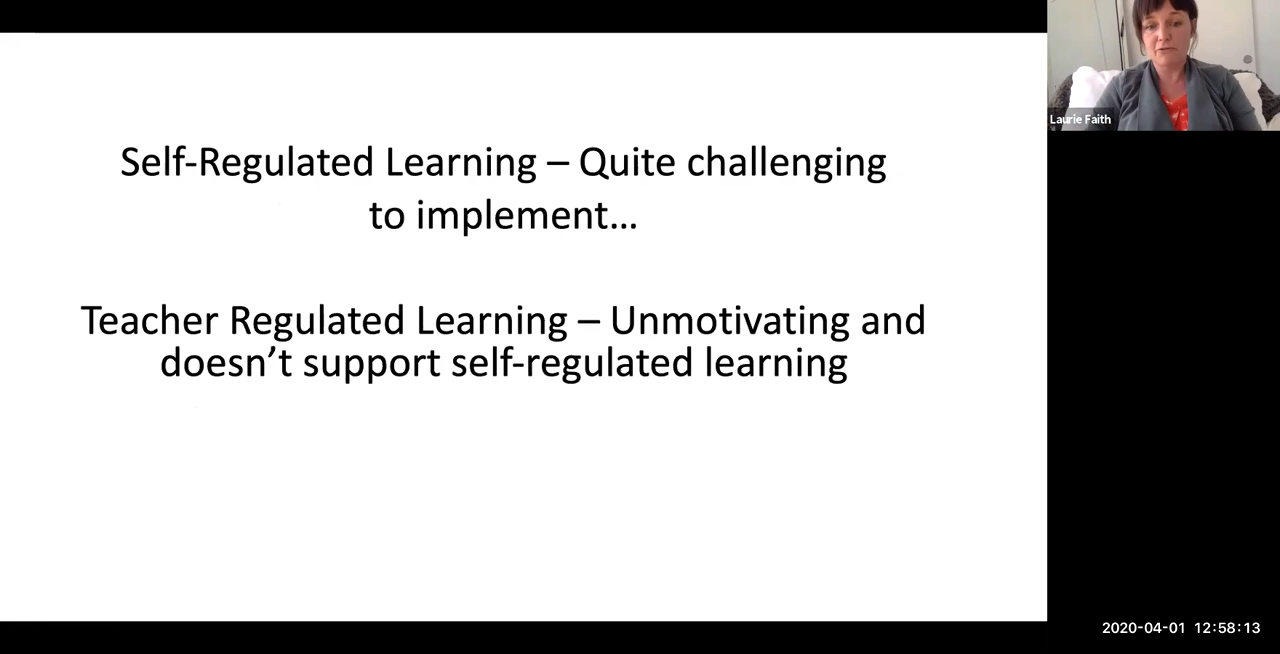 Self-Regulated Learning – Quite challenging
to implement…
Teacher Regulated Learning – Unmotivating and
doesn’t support self-regulated learning
Laurie Faith
2020-04-01 12:58:13